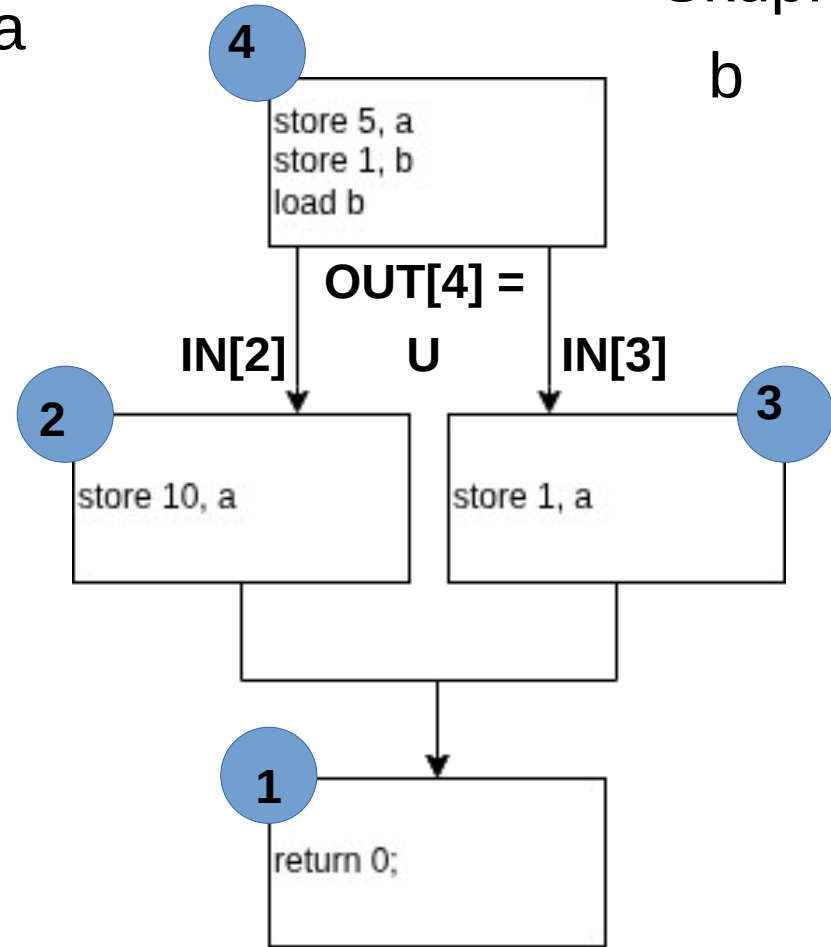 a
4
b
store 5, a
store 1, b
load b
OUT[4] =
IN[2] U IN[3]
2
3
store 10, a
store 1, a
1
return 0;